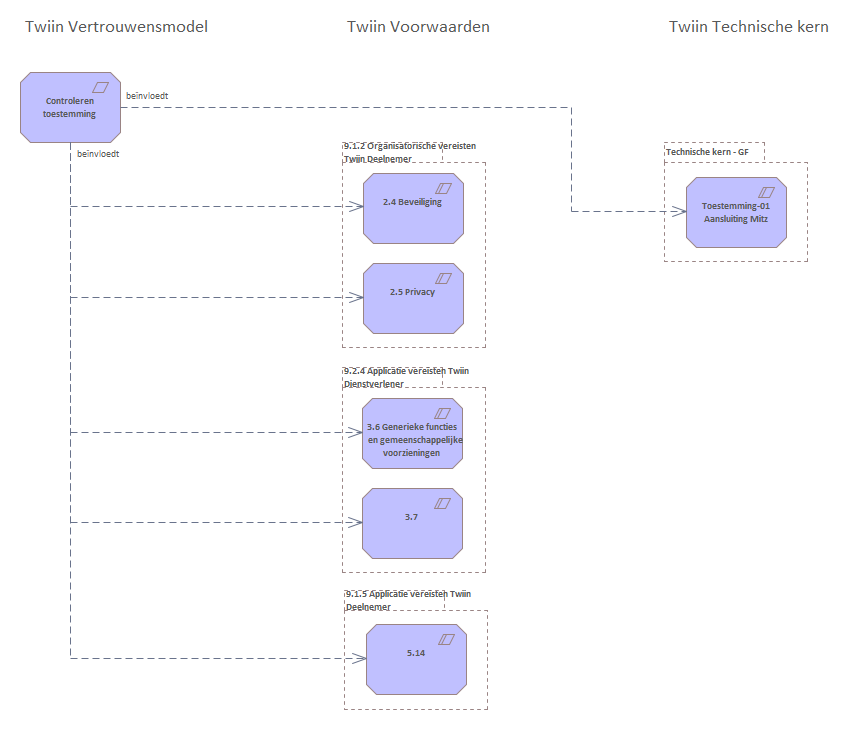 Twiin Vertrouwensmodel
Twiin Voorwaarden
Twiin Technische kern
Controleren
toestemming
beïnvloedt
beïnvloedt
9.1.2 Organisatorische vereisten
Twiin Deelnemer
2.4 Beveiliging
2.5 Privacy
Technische kern - GF
Toestemming-01
Aansluiting Mitz
9.2.4 Applicatie vereisten Twiin
Dienstverlener
3.6 Generieke functies
en gemeenschappelijke
voorzieningen
3.7
9.1.5 Applicatie vereisten Twiin
Deelnemer
5.14